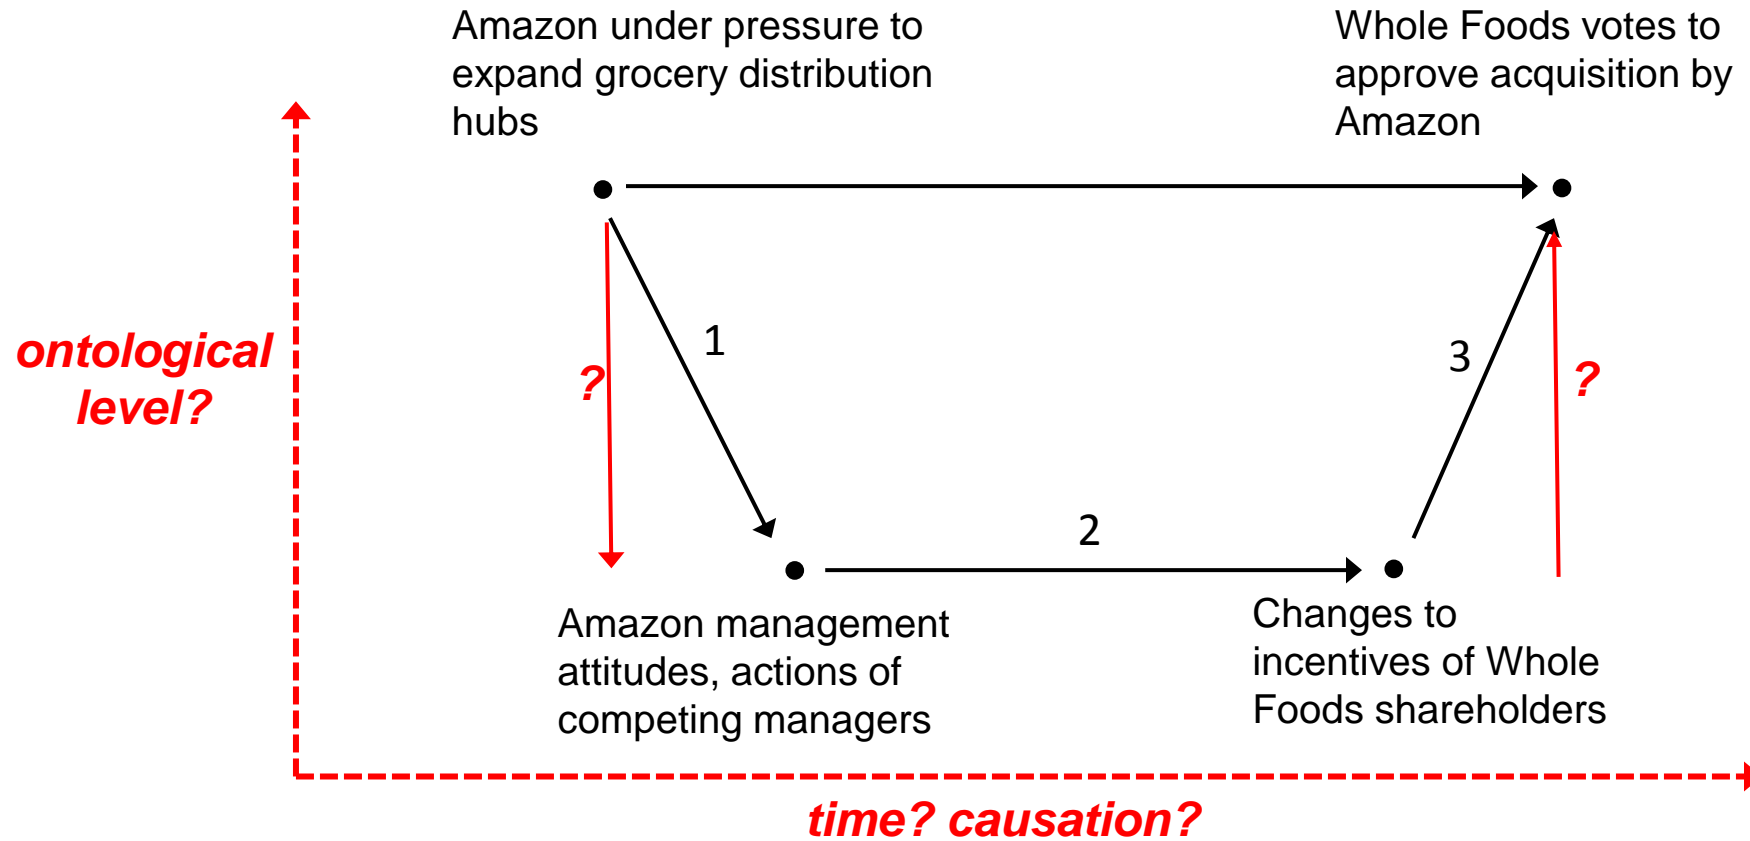 Amazon under pressure to
expand grocery distribution
hubs
Whole Foods votes to
approve acquisition by
Amazon
ontological
level?
?
1
2
3
?
Amazon management
attitudes, actions of
competing managers
Changes to
incentives of Whole
Foods shareholders
time? causation?